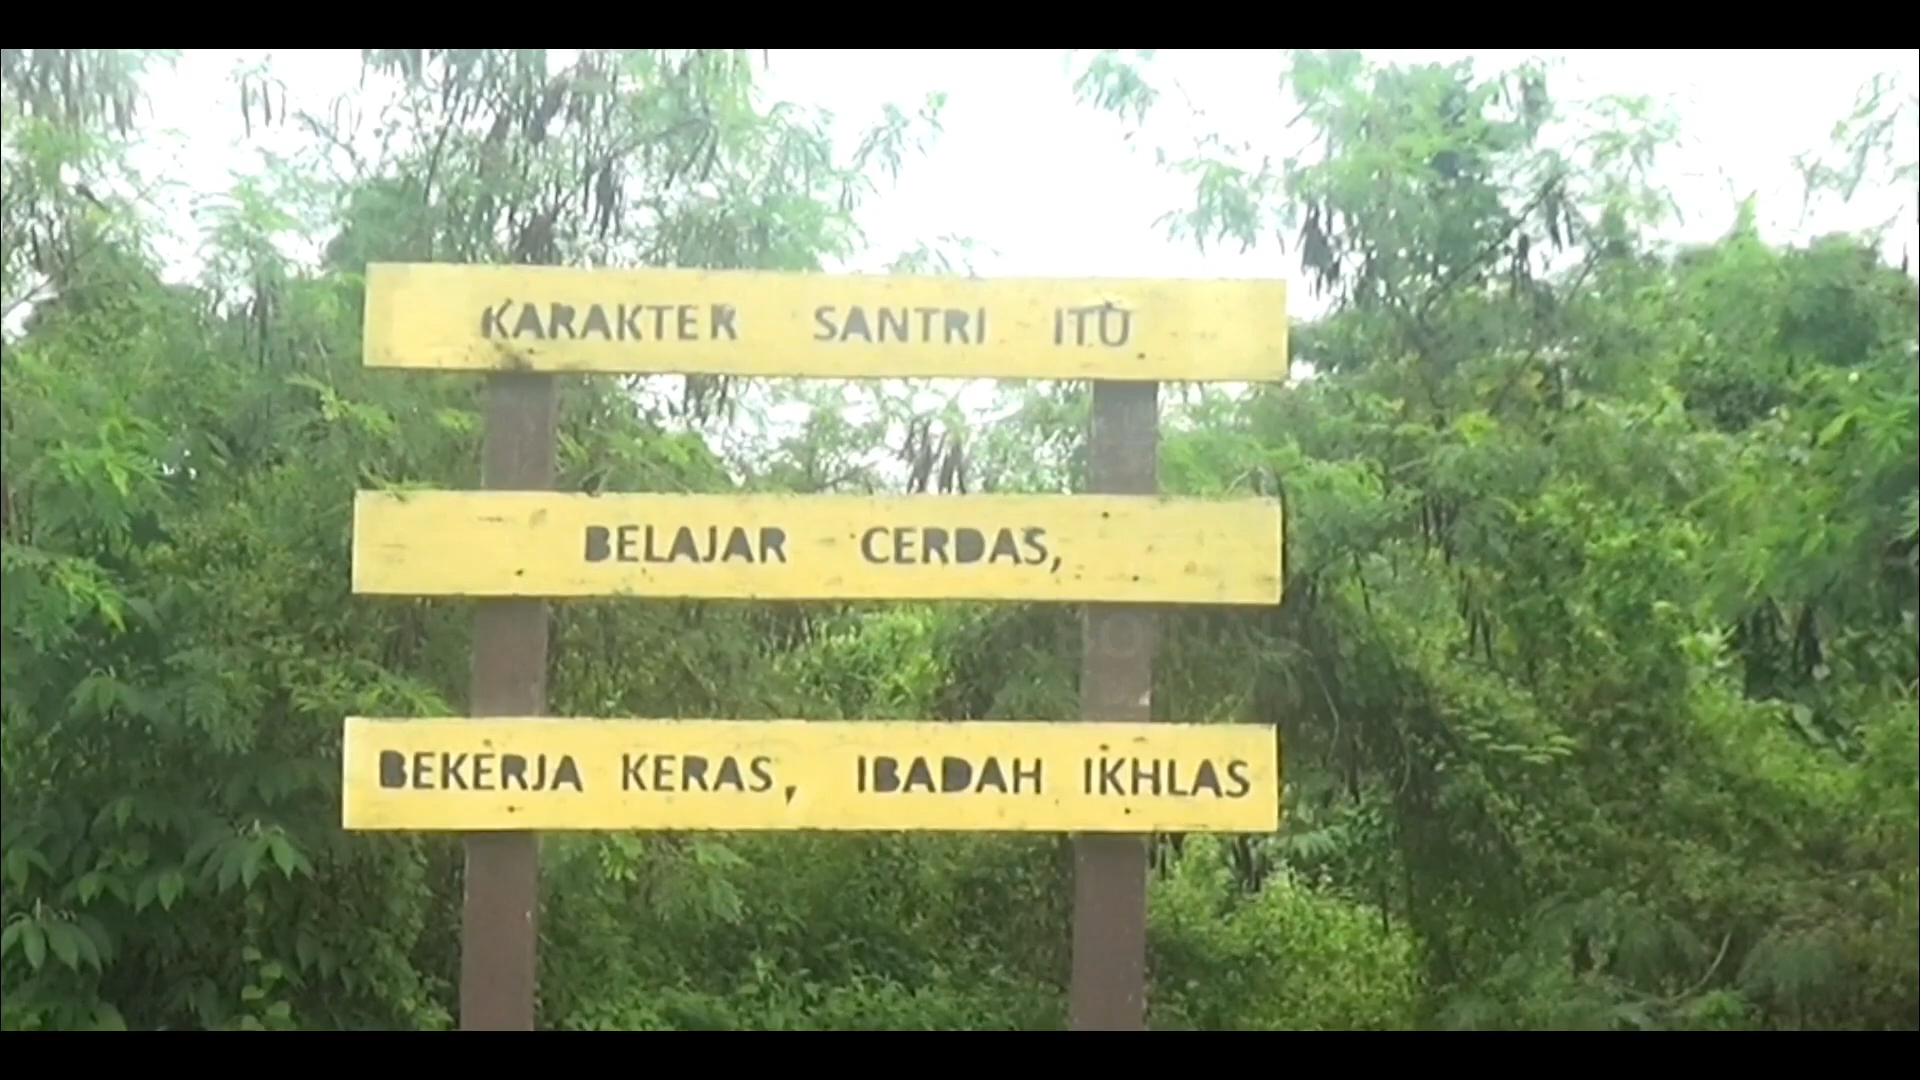 KARAKTER SANTRI ITU
BELAJAR CERDAS,
BEKERJA KERAS, IBADAH IKHLAS